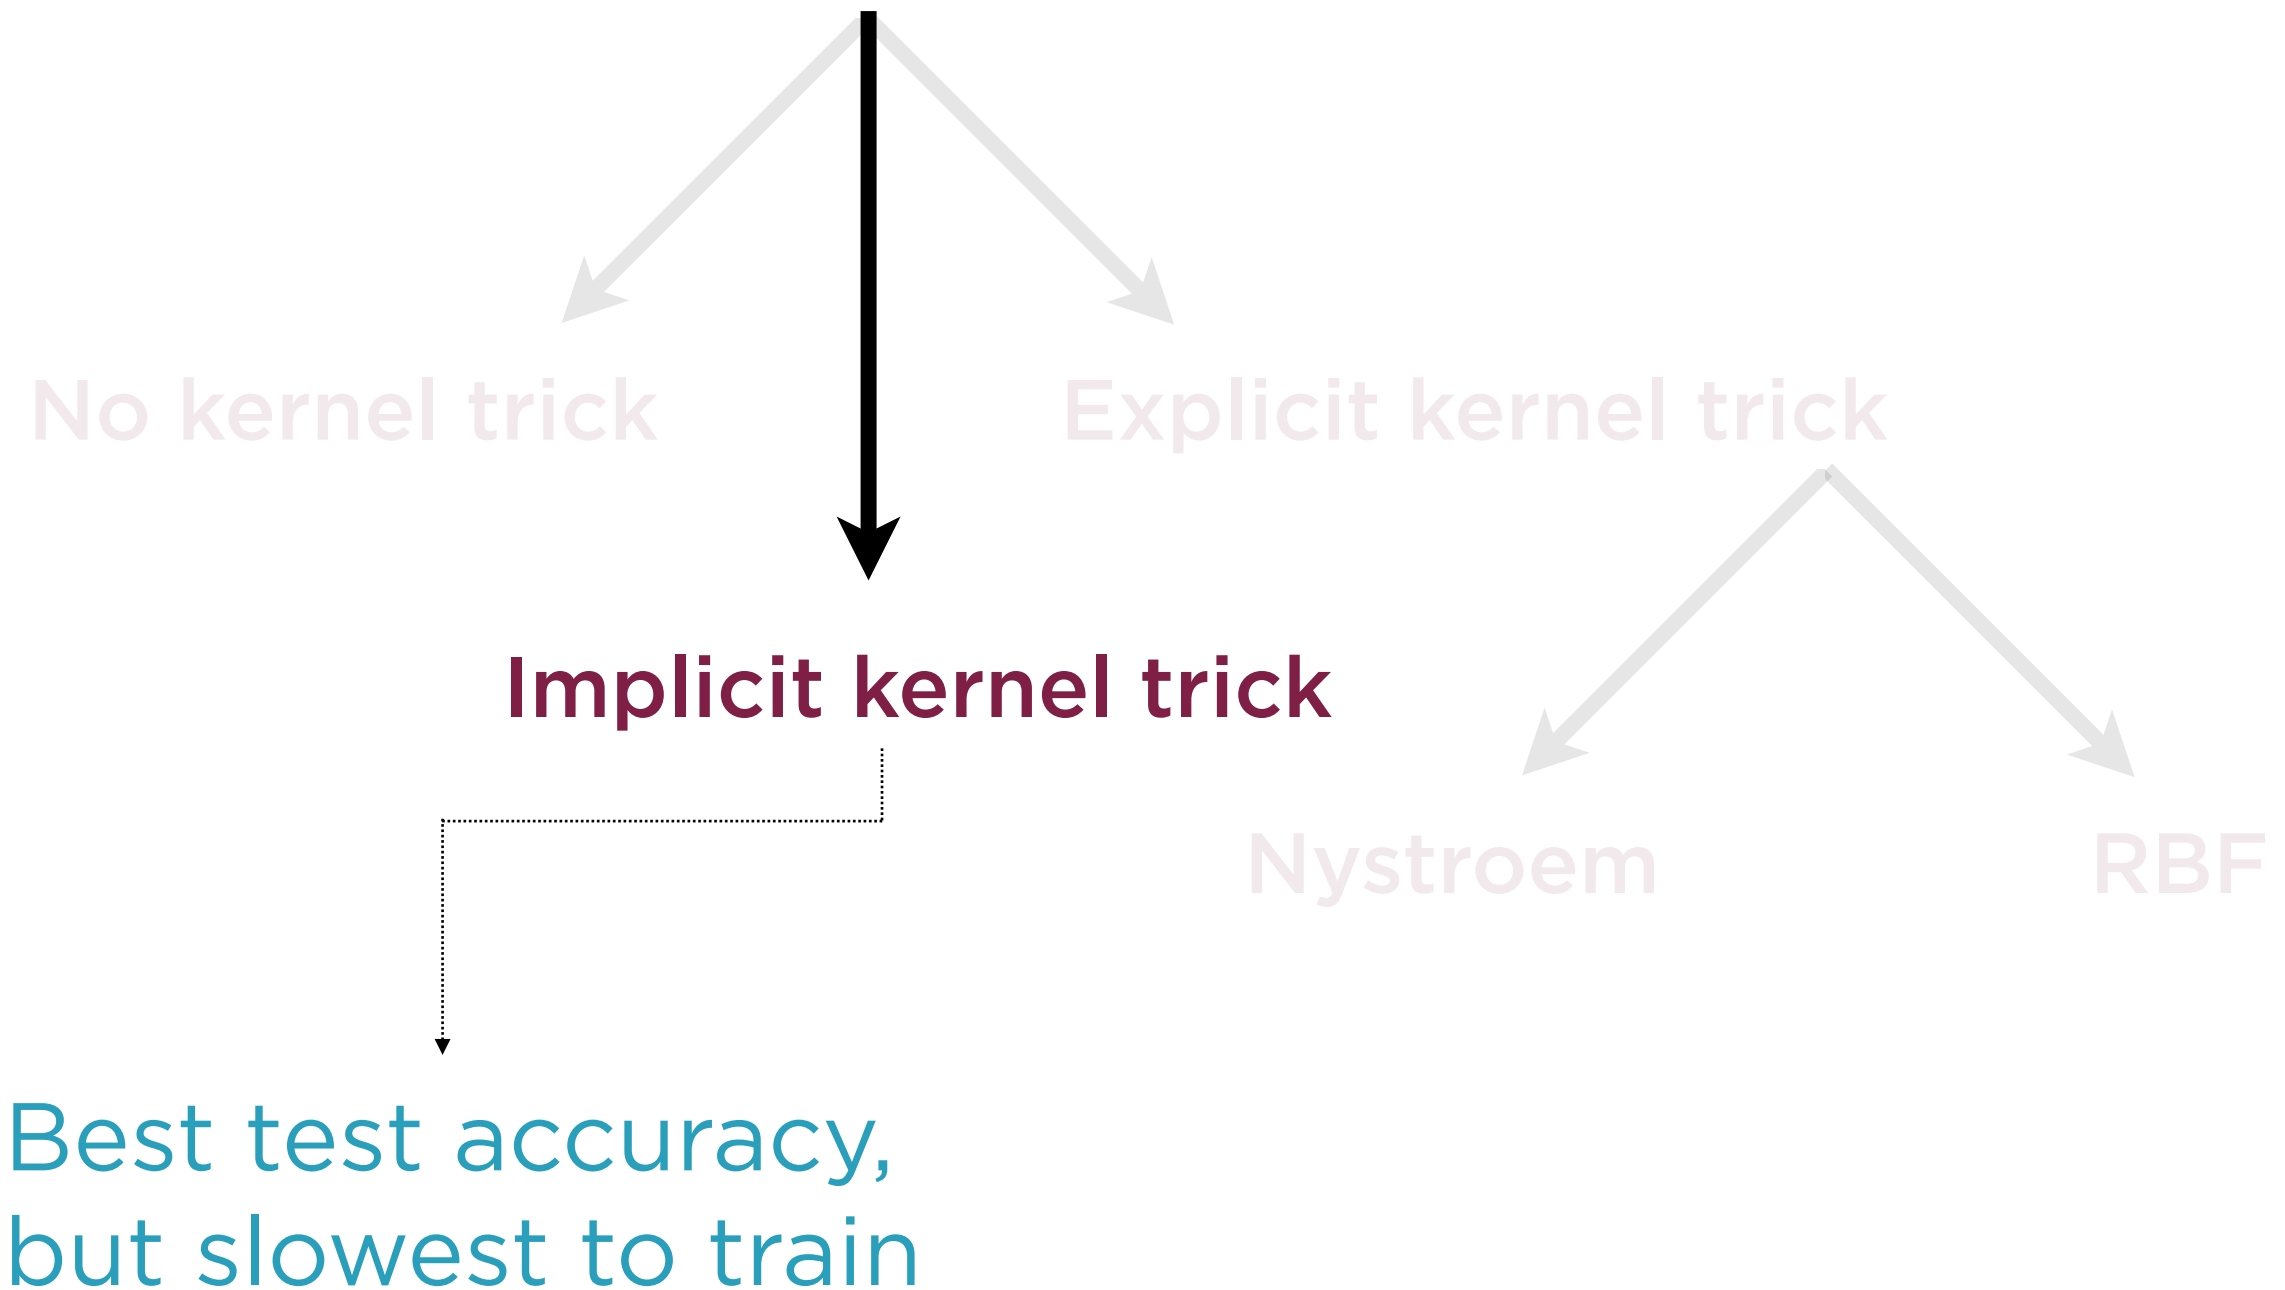 No kernel trick
Explicit kernel trick
Implicit kernel trick
Nystroem
RBF
Best test accuracy,
but slowest to train